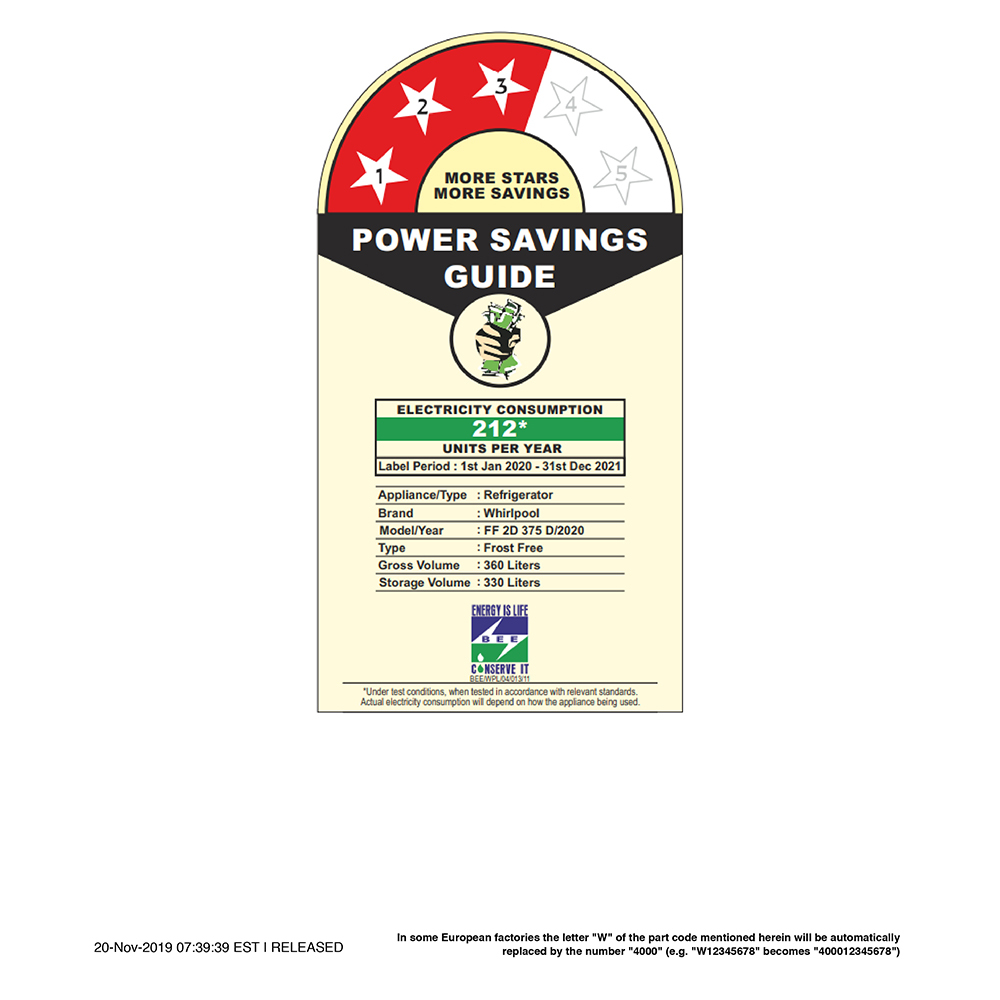 1
2
3
4
5
MORE STARS
MORE SAVINGS
POWER SAVINGS
GUIDE
ELECTRICITY CONSUMPTION
212*
UNITS PER YEAR
Label Period : 1st Jan 2020 - 31st Dec 2021
Appliance/Type : Refrigerator
Brand : Whirlpool
Model/Year : FF 2D 375 D/2020
Type : Frost Free
Gross Volume : 360 Liters
Storage Volume : 330 Liters
ENERGY IS LIFE
BEE
CONSERVE IT
BEE/WPL/04/013/11
*Under test conditions, when tested in accordance with relevant standards.
Actual electricity consumption will depend on how the appliance being used.
20-Nov-2019 07:39:39 EST | RELEASED
In some European factories the letter "W" of the part code mentioned herein will be automatically
replaced by the number "4000" (e.g. "W12345678" becomes "400012345678")